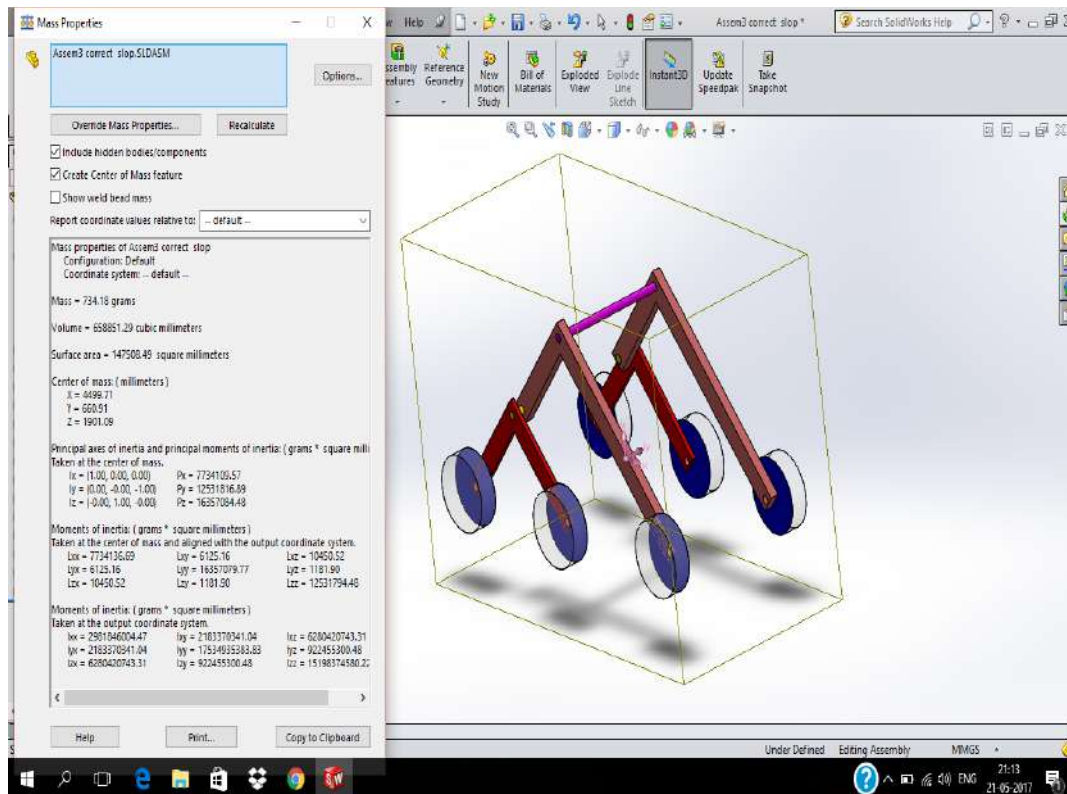 Mass Properties
Assem3 correct slop.SLDASM
Options...
Override Mass Properties...
Recalculate
Include hidden bodies/components
Create Center of Mass feature
Show weld bead mass
Report coordinate values relative to:
-- default --
Mass properties of Assem3 correct slop
Configuration: Default
Coordinate system: -- default --
Mass = 734.18 grams
Volume = 658851.29 cubic millimeters
Surface area = 147508.49 square millimeters
Center of mass: ( millimeters )
X = 4499.71
Y = 660.91
Z = 1901.09
Principal axes of inertia and principal moments of inertia: ( grams * square milli
Taken at the center of mass.
Ix = (1.00, 0.00, 0.00) Px = 7734109.57
Iy = (0.00, -0.00, -1.00) Py = 12531816.89
Iz = (-0.00, 1.00, -0.00) Pz = 16357084.48
Moments of inertia: ( grams * square millimeters )
Taken at the center of mass and aligned with the output coordinate system.
Lxx = 7734136.69 Lxy = 6125.16 Lxz = 10450.52
Lyx = 6125.16 Lyy = 16357079.77 Lyz = 1181.90
Lzx = 10450.52 Lzy = 1181.90 Lzz = 12531794.48
Moments of inertia: ( grams * square millimeters )
Taken at the output coordinate system.
Ixx = 2981846004.47 Ixy = 2183370341.04 Ixz = 6280420743.31
Iyx = 2183370341.04 Iyy = 17534935383.83 Iyz = 922455300.48
Izx = 6280420743.31 Izy = 922455300.48 Izz = 15198374580.22
Help
Print...
Copy to Clipboard
Help
Assem3 correct slop *
Search SolidWorks Help
Reference Geometry
New Motion Study
Bill of Materials
Exploded View
Explode Line Sketch
Instant3D
Update Speedpak
Take Snapshot
Under Defined
Editing Assembly
MMGS
ENG
21:13
21-05-2017